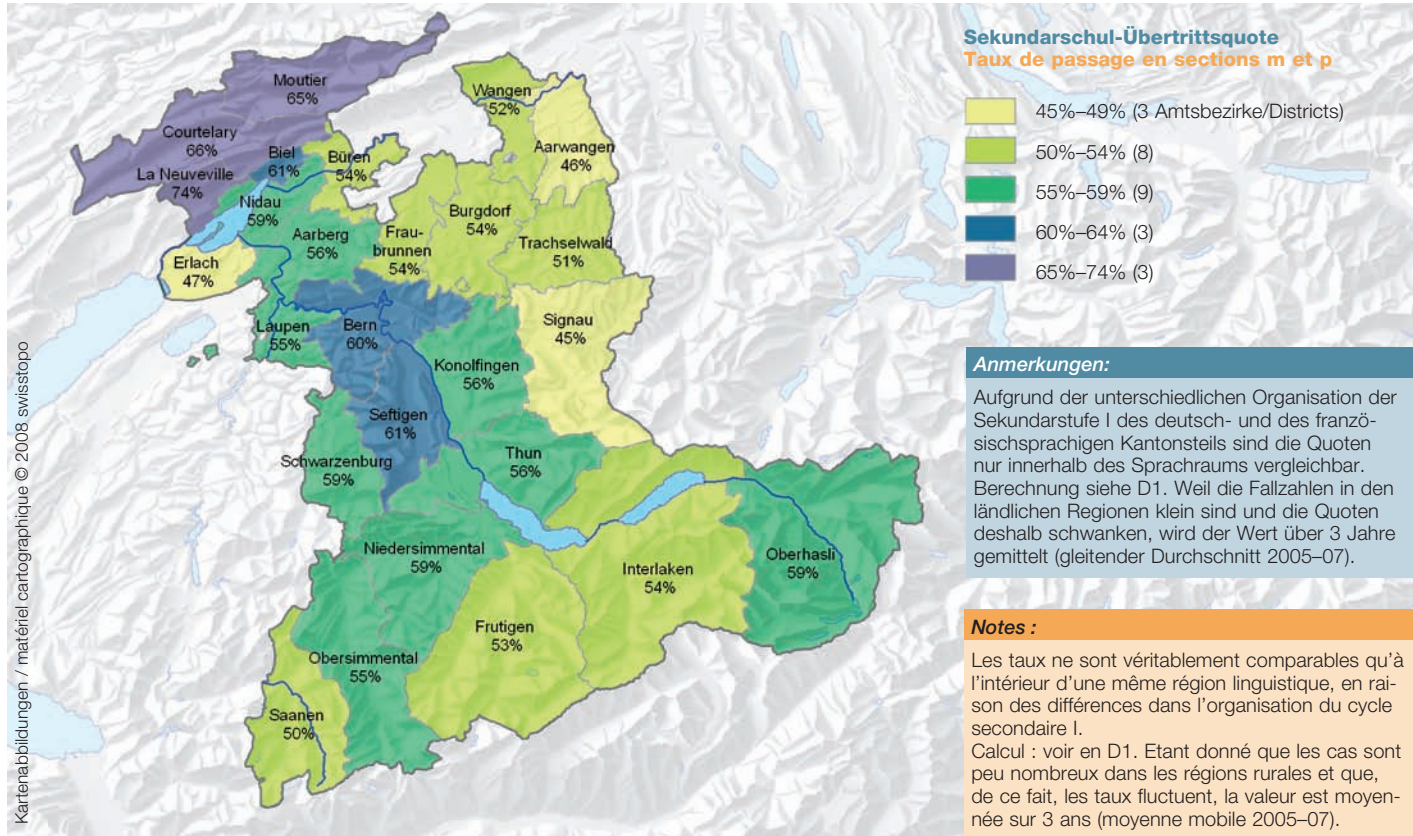 Moutier
65%
Courtelary
66%
La Neuveville
74%
Biel
61%
Büren
54%
Nidau
59%
Aarberg
56%
Erlach
47%
Wangen
52%
Aarwangen
46%
Burgdorf
54%
Frau-
brunnen
54%
Trachselwald
51%
Laupen
55%
Bern
60%
Signau
45%
Konolfingen
56%
Seftigen
61%
Schwarzenburg
59%
Thun
56%
Niedersimmental
59%
Interlaken
54%
Oberhasli
59%
Frutigen
53%
Obersimmental
55%
Saanen
50%
Kartenabbildungen / matériel cartographique © 2008 swisstopo
Sekundarschul-Übertrittsquote
Taux de passage en sections m et p
45%–49% (3 Amtsbezirke/Districts)
50%–54% (8)
55%–59% (9)
60%–64% (3)
65%–74% (3)
Anmerkungen:
Aufgrund der unterschiedlichen Organisation der
Sekundarstufe I des deutsch- und des franzö-
sischsprachigen Kantonsteils sind die Quoten
nur innerhalb des Sprachraums vergleichbar.
Berechnung siehe D1. Weil die Fallzahlen in den
ländlichen Regionen klein sind und die Quoten
deshalb schwanken, wird der Wert über 3 Jahre
gemittelt (gleitender Durchschnitt 2005–07).
Notes :
Les taux ne sont véritablement comparables qu'à
l'intérieur d'une même région linguistique, en rai-
son des différences dans l'organisation du cycle
secondaire I.
Calcul : voir en D1. Etant donné que les cas sont
peu nombreux dans les régions rurales et que,
de ce fait, les taux fluctuent, la valeur est moyen-
née sur 3 ans (moyenne mobile 2005–07).